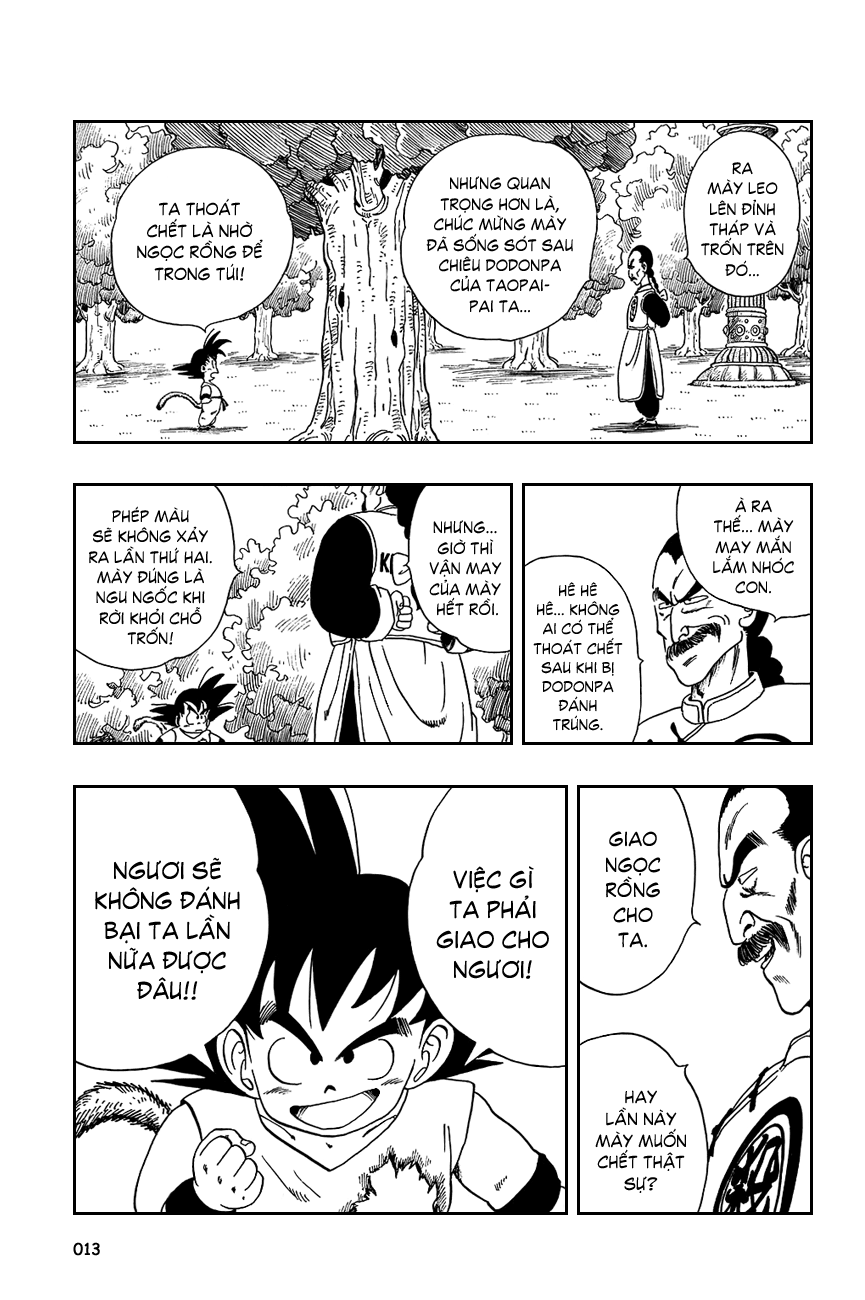 RA
MÀY LEO
LÊN ĐỈNH
THÁP VÀ
TRỐN TRÊN
ĐÓ...
NHƯNG QUAN
TRỌNG HƠN LÀ,
CHÚC MỪNG MÀY
ĐÃ SỐNG SÓT SAU
CHIÊU DODONPA
CỦA TAOPAI-
PAI TA...
TA THOÁT
CHẾT LÀ NHỜ
NGỌC RỒNG ĐỂ
TRONG TÚI!
À RA
THẾ... MÀY
MAY MẮN
LẮM NHÓC
CON.
HÊ HÊ
HÊ... KHÔNG
AI CÓ THỂ
THOÁT CHẾT
SAU KHI BỊ
DODONPA
ĐÁNH
TRÚNG.
NHƯNG...
GIỜ THÌ
VẬN MAY
CỦA MÀY
HẾT RỒI.
PHÉP MÀU
SẼ KHÔNG XẢY
RA LẦN THỨ HAI.
MÀY ĐÚNG LÀ
NGU NGỐC KHI
RỜI KHỎI CHỖ
TRỐN!
GIAO
NGỌC
RỒNG
CHO
TA.
HAY
LẦN NÀY
MÀY MUỐN
CHẾT THẬT
SỰ?
VIỆC GÌ
TA PHẢI
GIAO CHO
NGƯƠI!
NGƯƠI SẼ
KHÔNG ĐÁNH
BẠI TA LẦN
NỮA ĐƯỢC
ĐÂU!!
013